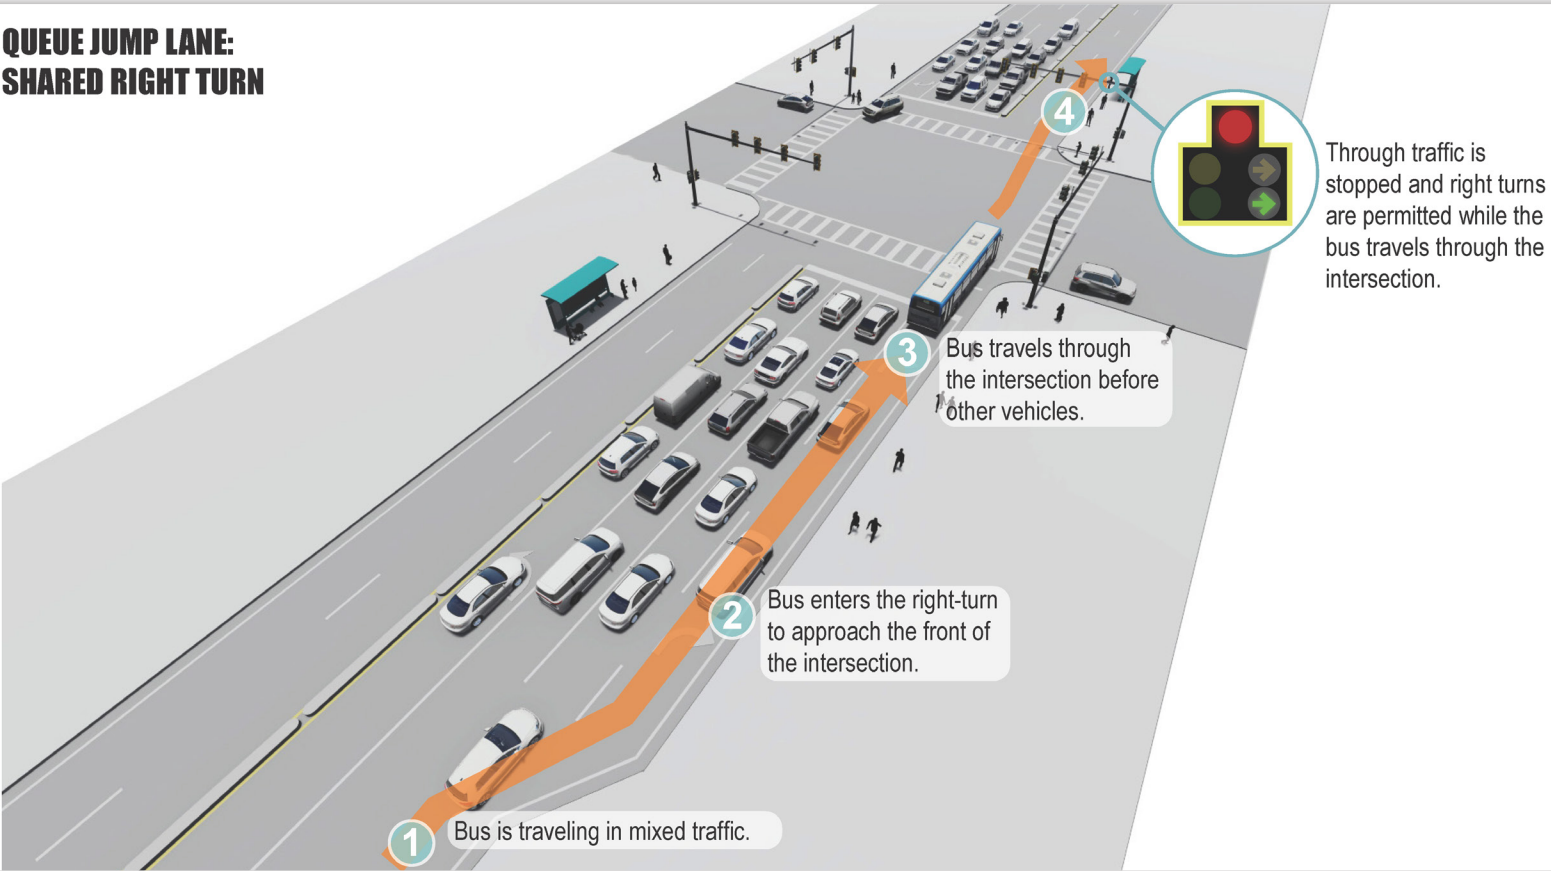 QUEUE JUMP LANE:
SHARED RIGHT TURN
4
Through traffic is
stopped and right turns
are permitted while the
bus travels through the
intersection.
3
Bus travels through
the intersection before
other vehicles.
2
Bus enters the right-turn
to approach the front of
the intersection.
1
Bus is traveling in mixed traffic.